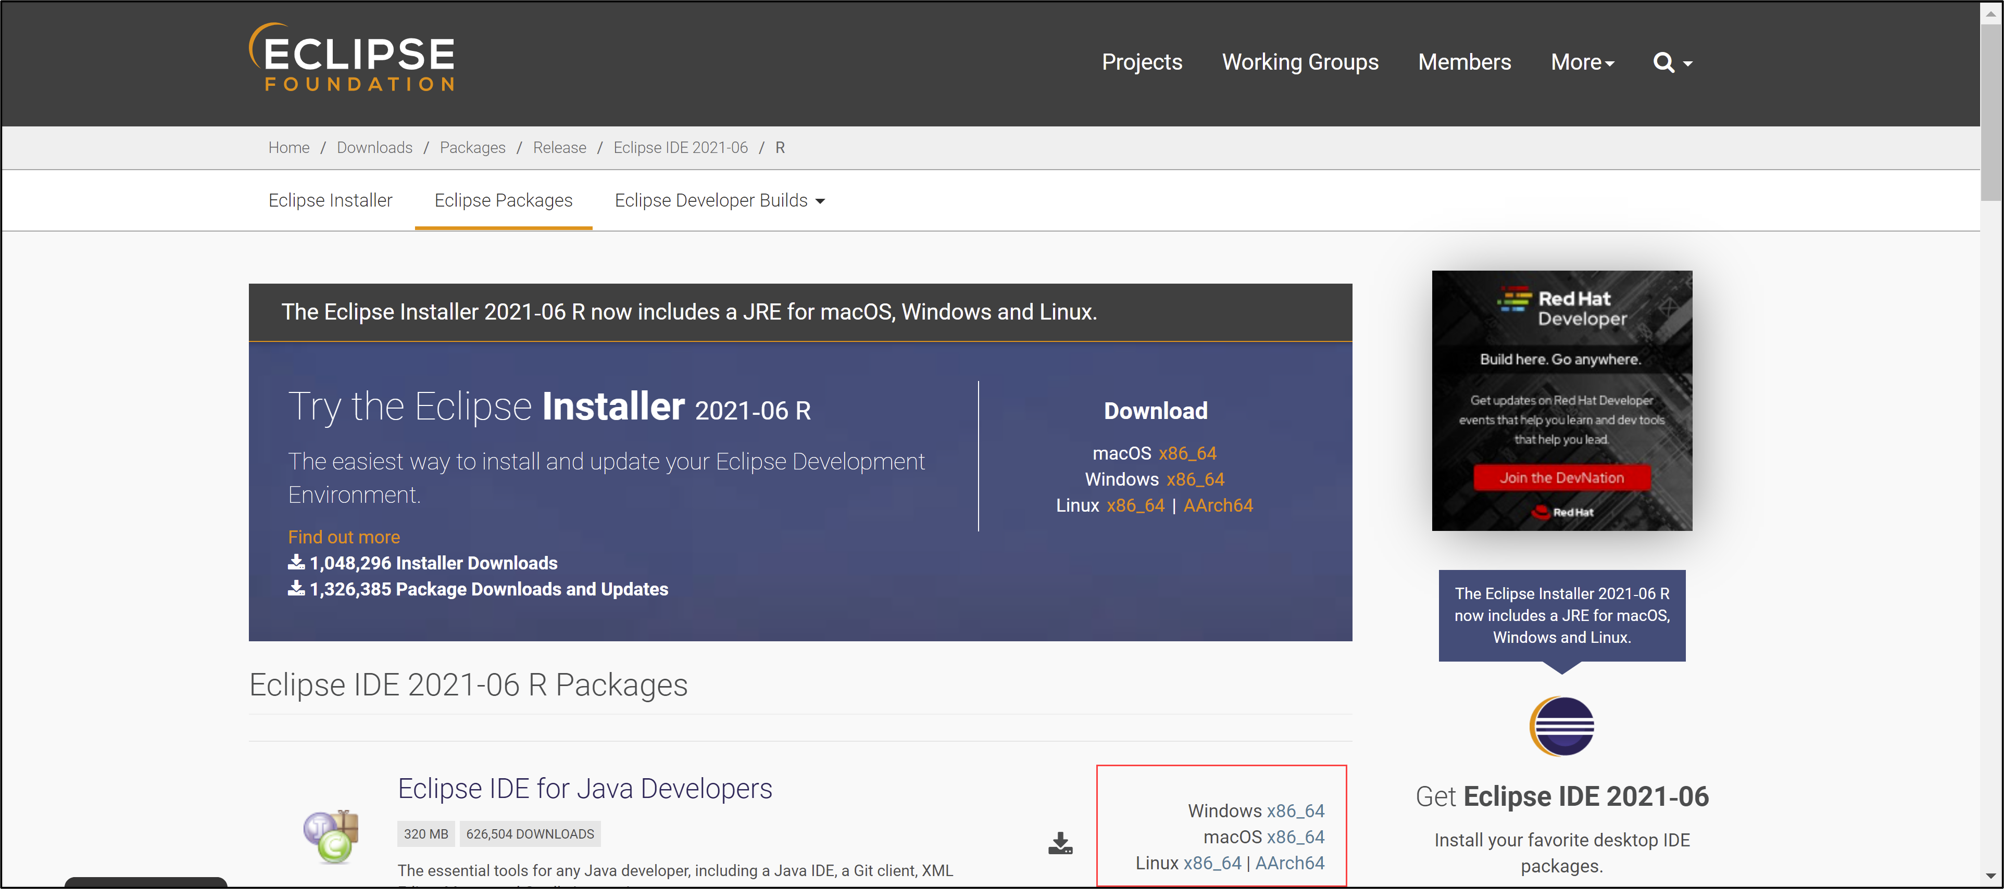 ECLIPSE
FOUNDATION
Projects
Working Groups
Members
More
Home / Downloads / Packages / Release / Eclipse IDE 2021-06 / R
Eclipse Installer
Eclipse Packages
Eclipse Developer Builds
The Eclipse Installer 2021-06 R now includes a JRE for macOS, Windows and Linux.
Try the Eclipse Installer 2021-06 R
The easiest way to install and update your Eclipse Development
Environment.
Find out more
1,048,296 Installer Downloads
1,326,385 Package Downloads and Updates
Download
macOS x86_64
Windows x86_64
Linux x86_64 | AArch64
Red Hat
Developer
Build here. Go anywhere.
Get updates on Red Hat Developer
events that help you learn and dev tools
that help you lead.
Join the DevNation
Red Hat
The Eclipse Installer 2021-06 R
now includes a JRE for macOS,
Windows and Linux.
Get Eclipse IDE 2021-06
Install your favorite desktop IDE
packages.
Eclipse IDE 2021-06 R Packages
Eclipse IDE for Java Developers
320 MB
626,504 DOWNLOADS
The essential tools for any Java developer, including a Java IDE, a Git client, XML
Windows x86_64
macOS x86_64
Linux x86_64 | AArch64